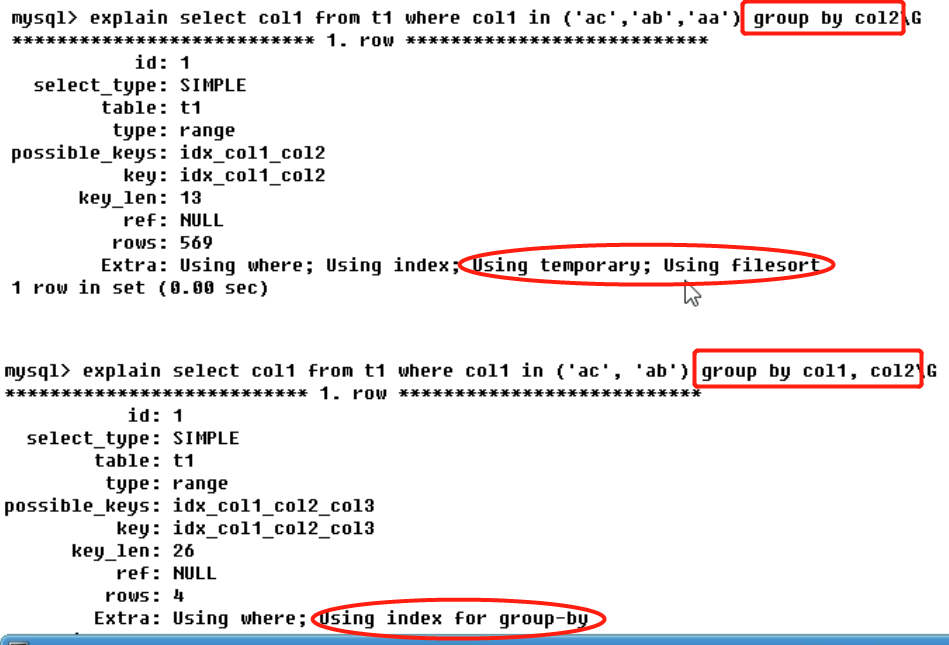 mysql> explain select col1 from t1 where col1 in ('ac','ab','aa') group by col2\G
*************************** 1. row ***************************
id: 1
select_type: SIMPLE
table: t1
type: range
possible_keys: idx_col1_col2
key: idx_col1_col2
key_len: 13
ref: NULL
rows: 569
Extra: Using where; Using index; Using temporary; Using filesort
1 row in set (0.00 sec)
mysql> explain select col1 from t1 where col1 in ('ac', 'ab') group by col1, col2\G
*************************** 1. row ***************************
id: 1
select_type: SIMPLE
table: t1
type: range
possible_keys: idx_col1_col2_col3
key: idx_col1_col2_col3
key_len: 26
ref: NULL
rows: 4
Extra: Using where; Using index for group-by